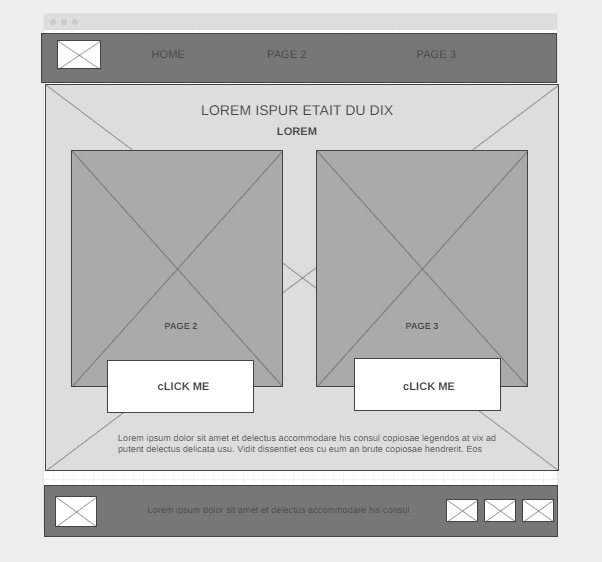 HOME PAGE 2 PAGE 3
LOREM ISPUR ETAIT DU DIX
LOREM
PAGE 2
cLICK ME
PAGE 3
cLICK ME
Lorem ipsum dolor sit amet et delectus accommodare his consul copiosae legendos at vix ad
putent delectus delicata usu. Vidit dissentiet eos cu eum an brute copiosae hendrerit. Eos
Lorem ipsum dolor sit amet et delectus accommodare his consul